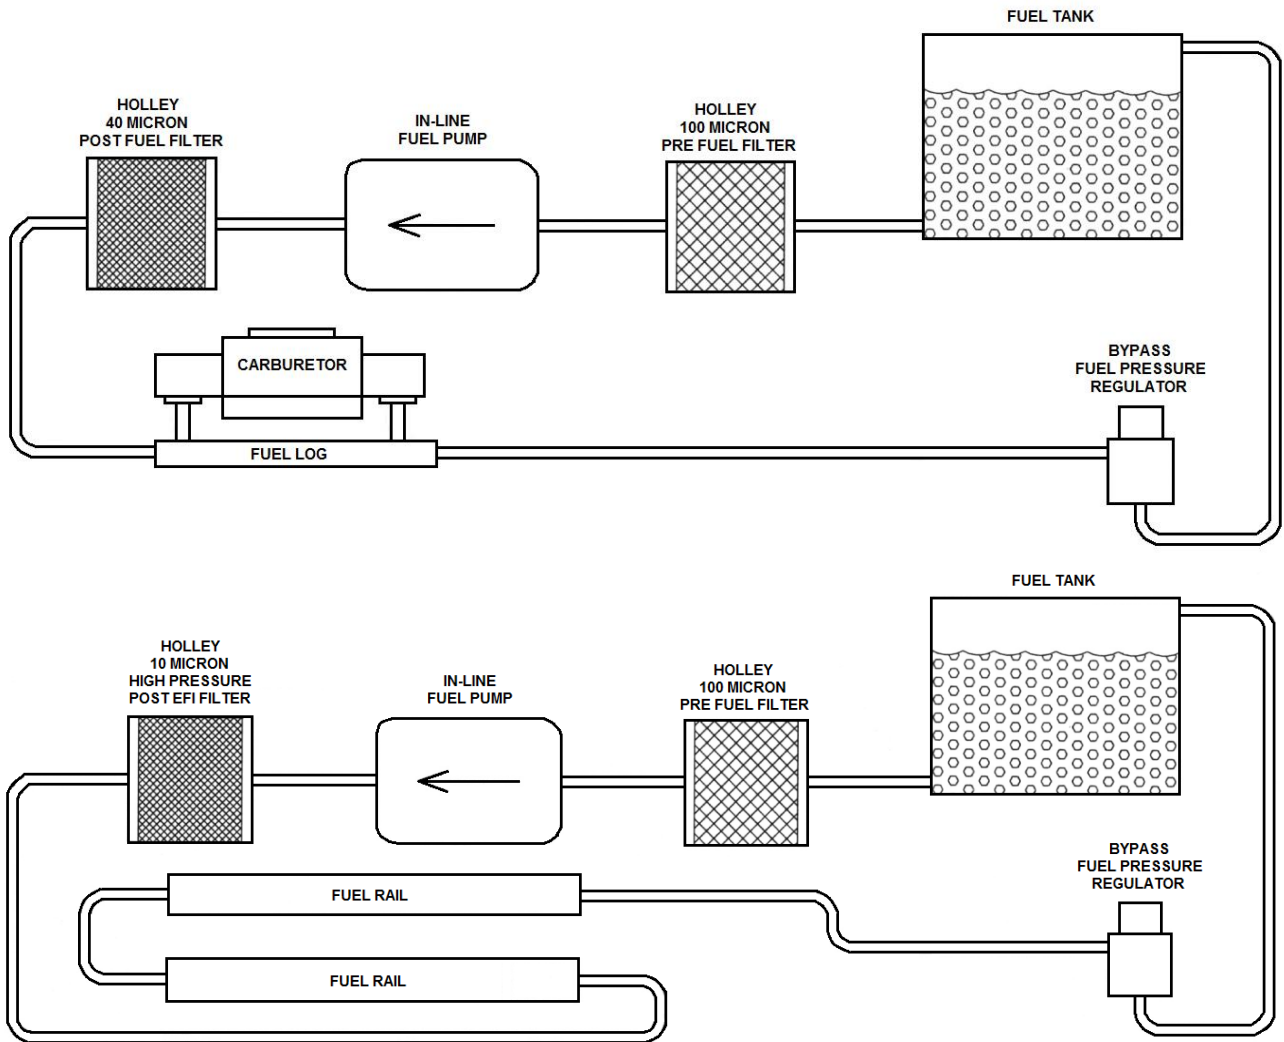 FUEL TANK
HOLLEY
40 MICRON
POST FUEL FILTER
IN-LINE
FUEL PUMP
HOLLEY
100 MICRON
PRE FUEL FILTER
CARBURETOR
FUEL LOG
BYPASS
FUEL PRESSURE
REGULATOR
FUEL TANK
HOLLEY
10 MICRON
HIGH PRESSURE
POST EFI FILTER
IN-LINE
FUEL PUMP
HOLLEY
100 MICRON
PRE FUEL FILTER
BYPASS
FUEL PRESSURE
REGULATOR
FUEL RAIL
FUEL RAIL